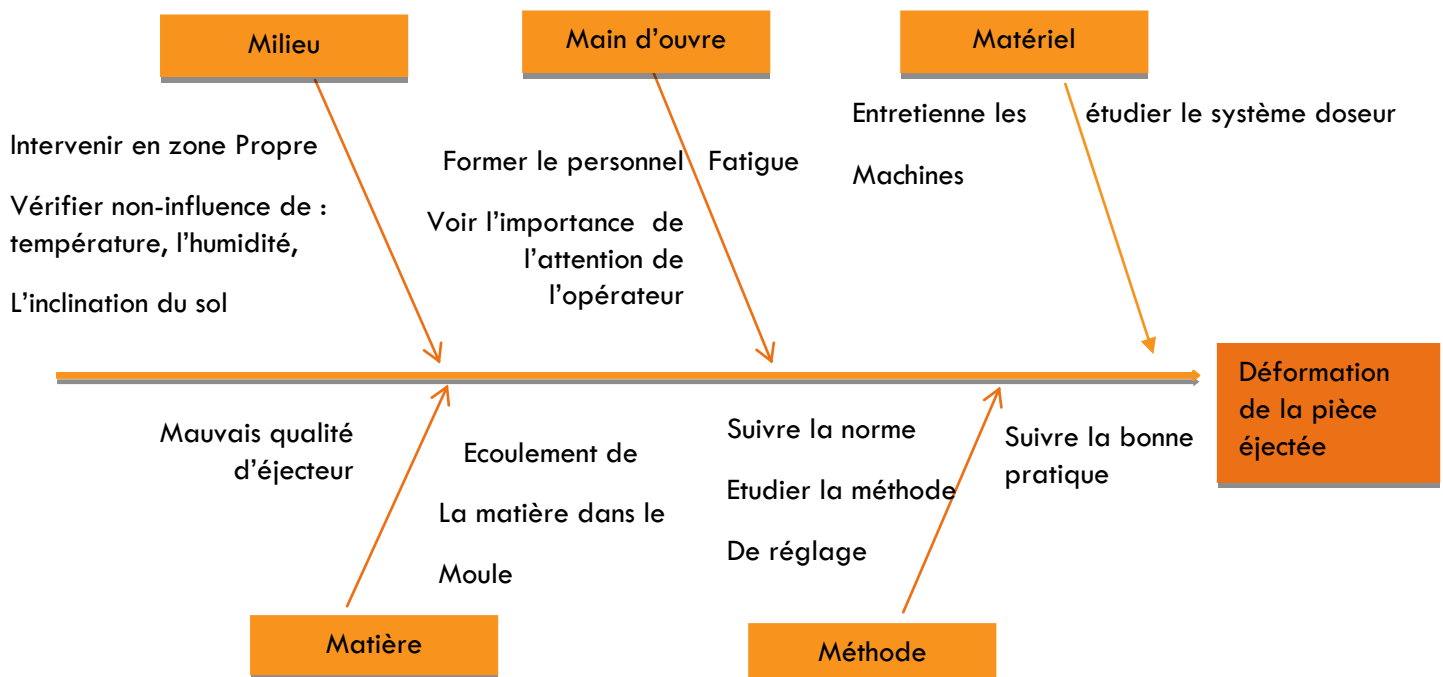 Milieu
Main d’ouvre
Matériel
Intervenir en zone Propre
Vérifier non-influence de :
température, l’humidité,
L’inclination du sol
Former le personnel
Voir l’importance de
l’attention de
l’opérateur
Fatigue
Entretienne les
Machines
étudier le système doseur
Déformation
de la pièce
éjectée
Mauvais qualité
d’éjecteur
Ecoulement de
La matière dans le
Moule
Suivre la norme
Etudier la méthode
De réglage
Suivre la bonne
pratique
Matière
Méthode